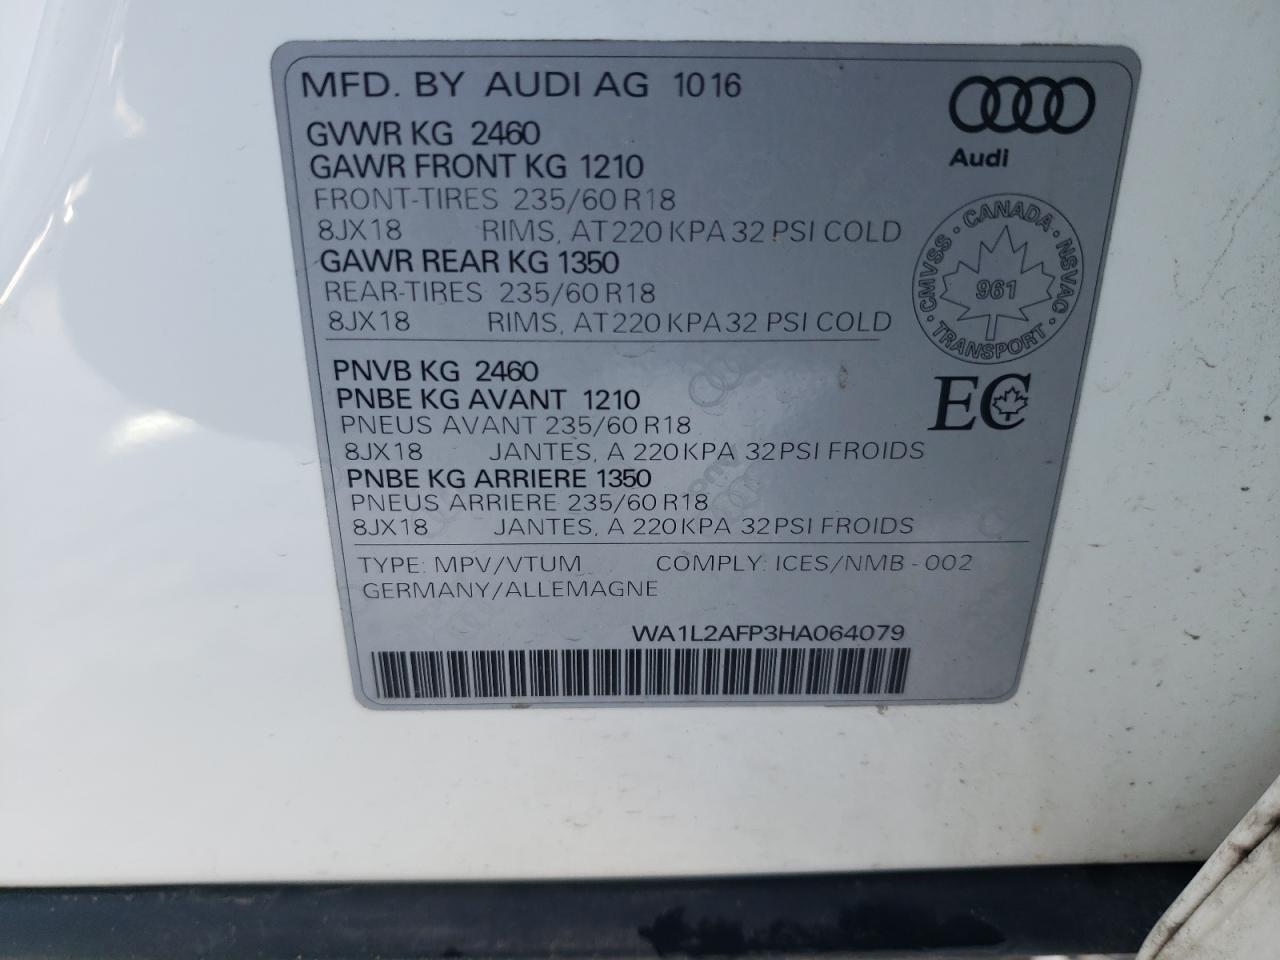 MFD. BY AUDI AG 1016
Audi
GVWR KG 2460
GAWR FRONT KG 1210
FRONT-TIRES 235/60 R18
8JX18 RIMS, AT 220 KPA 32 PSI COLD
GAWR REAR KG 1350
REAR-TIRES 235/60 R18
8JX18 RIMS, AT 220 KPA 32 PSI COLD
CMVSS · CANADA · NSVAC · TRANSPORT ·
961
PNVB KG 2460
PNBE KG AVANT 1210
PNEUS AVANT 235/60 R18
8JX18 JANTES, A 220 KPA 32 PSI FROIDS
PNBE KG ARRIERE 1350
PNEUS ARRIERE 235/60 R18
8JX18 JANTES, A 220 KPA 32 PSI FROIDS
EC
TYPE: MPV/VTUM COMPLY: ICES/NMB - 002
GERMANY/ALLEMAGNE
WA1L2AFP3HA064079